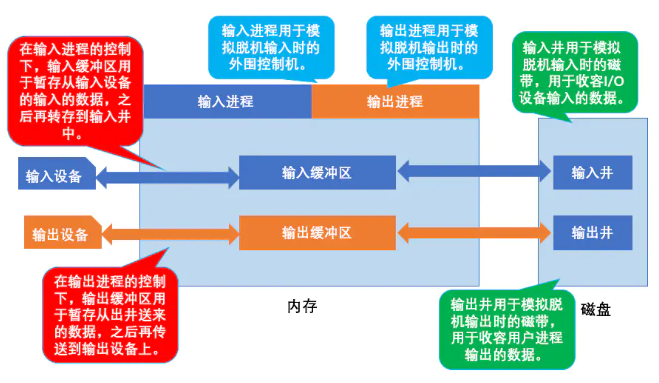 在输入进程的控制
下，输入缓冲区用
于暂存从输入设备
的输入的数据，之
后再转存到输入井
中。
输入进程用于模
拟脱机输入时的
外围控制机。
输出进程用于模
拟脱机输出时的
外围控制机。
输入井用于模拟
脱机输入时的磁
带，用于收容I/O
设备输入的数据。
输入进程
输出进程
输入设备
输入缓冲区
输入井
输出设备
输出缓冲区
输出井
在输出进程的控制
下，输出缓冲区用
于暂存从出井送来
的数据，之后再传
送到输出设备上。
内存
输出井用于模拟脱
机输出时的磁带，
用于收容用户进程
输出的数据。
磁盘